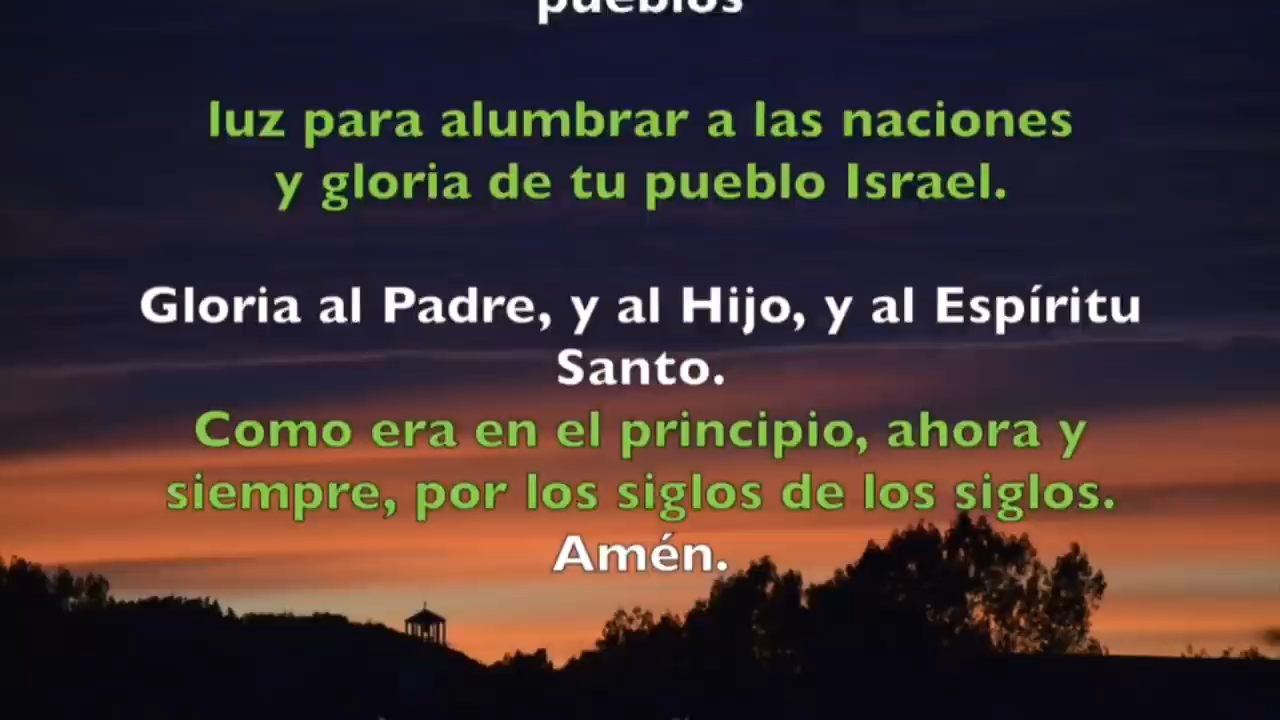 pueblos
luz para alumbrar a las naciones
y gloria de tu pueblo Israel.
Gloria al Padre, y al Hijo, y al Espíritu
Santo.
Como era en el principio, ahora y
siempre, por los siglos de los siglos.
Amén.